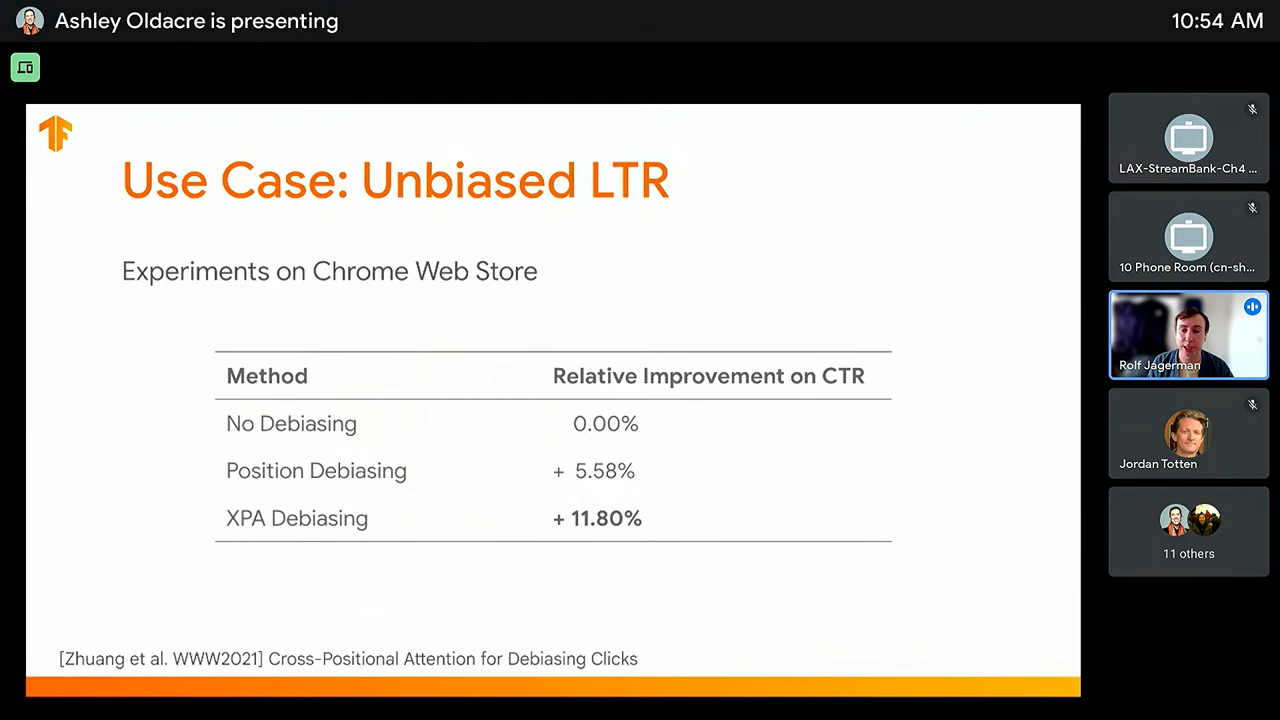 Ashley Oldacre is presenting
10:54 AM
Use Case: Unbiased LTR
Experiments on Chrome Web Store
Method Relative Improvement on CTR
No Debiasing 0.00%
Position Debiasing + 5.58%
XPA Debiasing + 11.80%
[Zhuang et al. WWW2021] Cross-Positional Attention for Debiasing Clicks
LAX-StreamBank-Ch4 ...
10 Phone Room (cn-sh...
Rolf Jagerman
Jordan Totten
11 others